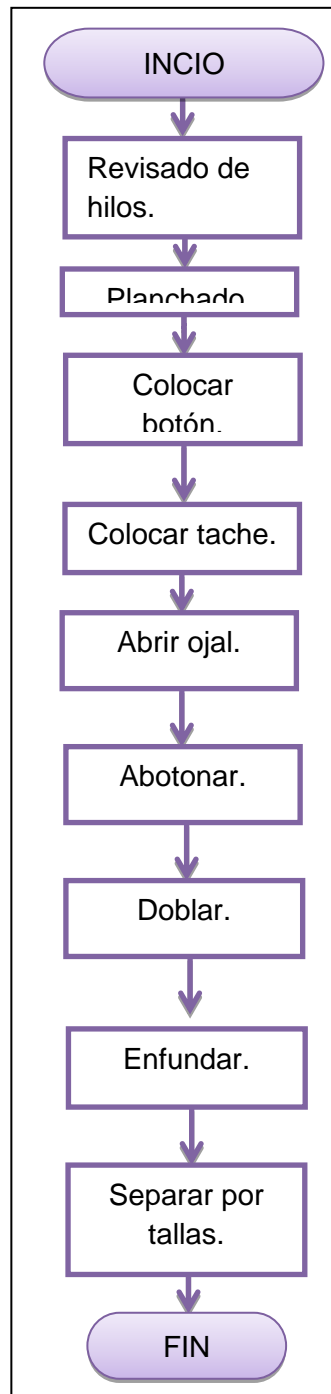 INCIO
Revisado de
hilos.
Planchado
Colocar
botón.
Colocar tache.
Abrir ojal.
Abotonar.
Doblar.
Enfundar.
Separar por
tallas.
FIN